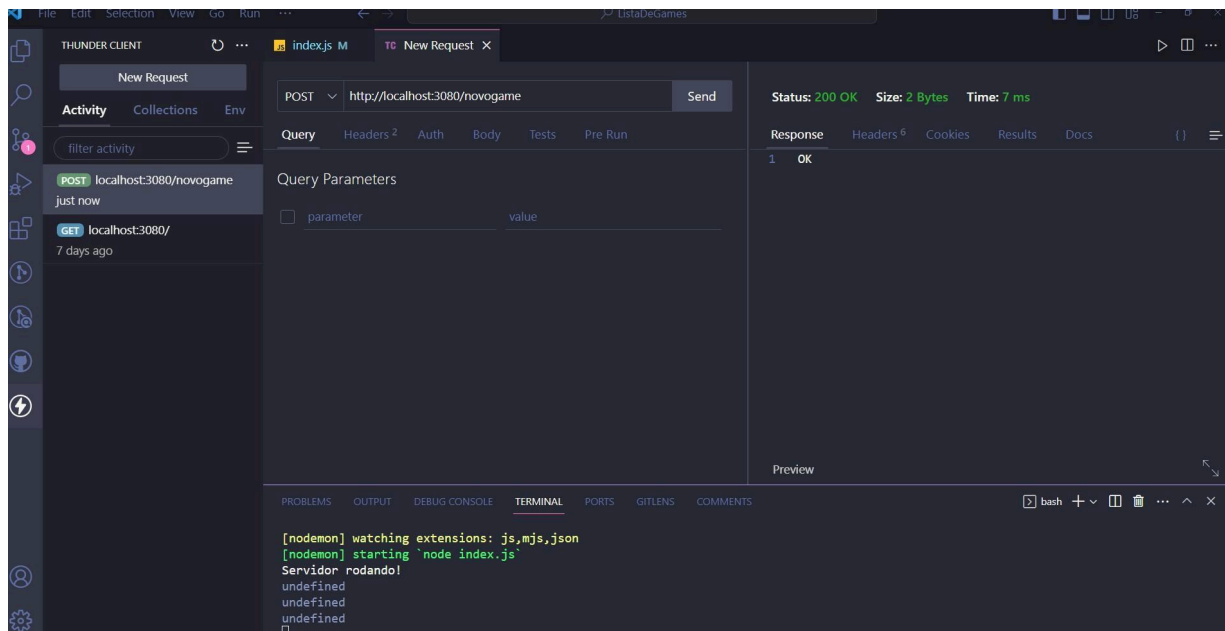 File Edit Selection View Go Run ... ListaDeGames
THUNDER CLIENT
index.js M
TC New Request
New Request
Activity Collections Env
filter activity
POST localhost:3080/novogame
just now
GET localhost:3080/
7 days ago
POST http://localhost:3080/novogame Send
Query Headers 2 Auth Body Tests Pre Run
Query Parameters
parameter value
Status: 200 OK Size: 2 Bytes Time: 7 ms
Response Headers 6 Cookies Results Docs { }
1 OK
Preview
PROBLEMS OUTPUT DEBUG CONSOLE TERMINAL PORTS GITLENS COMMENTS
bash
[nodemon] watching extensions: js,mjs,json
[nodemon] starting `node index.js`
Servidor rodando!
undefined
undefined
undefined